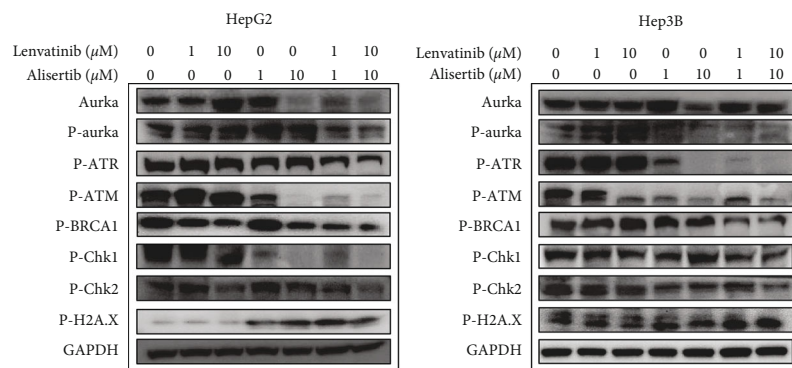 HepG2
Lenvatinib (μM) 0 1 10 0 0 1 10
Alisertib (μM) 0 0 0 1 10 1 10
Aurka
P-aurka
P-ATR
P-ATM
P-BRCA1
P-Chk1
P-Chk2
P-H2A.X
GAPDH
Hep3B
Lenvatinib (μM) 0 1 10 0 0 1 10
Alisertib (μM) 0 0 0 1 10 1 10
Aurka
P-aurka
P-ATR
P-ATM
P-BRCA1
P-Chk1
P-Chk2
P-H2A.X
GAPDH